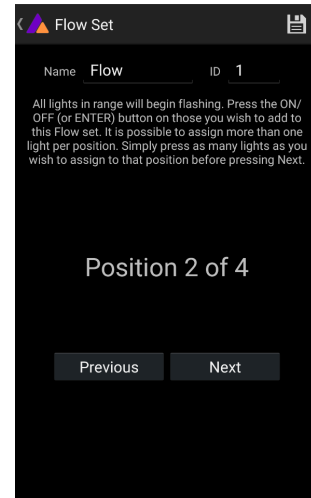 Flow Set
Name Flow ID 1
All lights in range will begin flashing. Press the ON/
OFF (or ENTER) button on those you wish to add to
this Flow set. It is possible to assign more than one
light per position. Simply press as many lights as you
wish to assign to that position before pressing Next.
Position 2 of 4
Previous Next